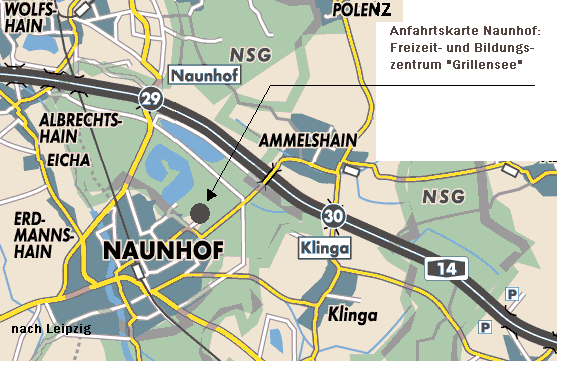 WOLFS-
HAIN
POLENZ
Anfahrtskarte Naunhof:
Freizeit- und Bildungs-
zentrum "Grillensee"
NSG
Naunhof
29
ALBRECHTS-
HAIN
EICHA
AMMELSHAIN
NSG
ERD-
MANNS-
HAIN
NAUNHOF
30
Klinga
14
P
Klinga
P
nach Leipzig